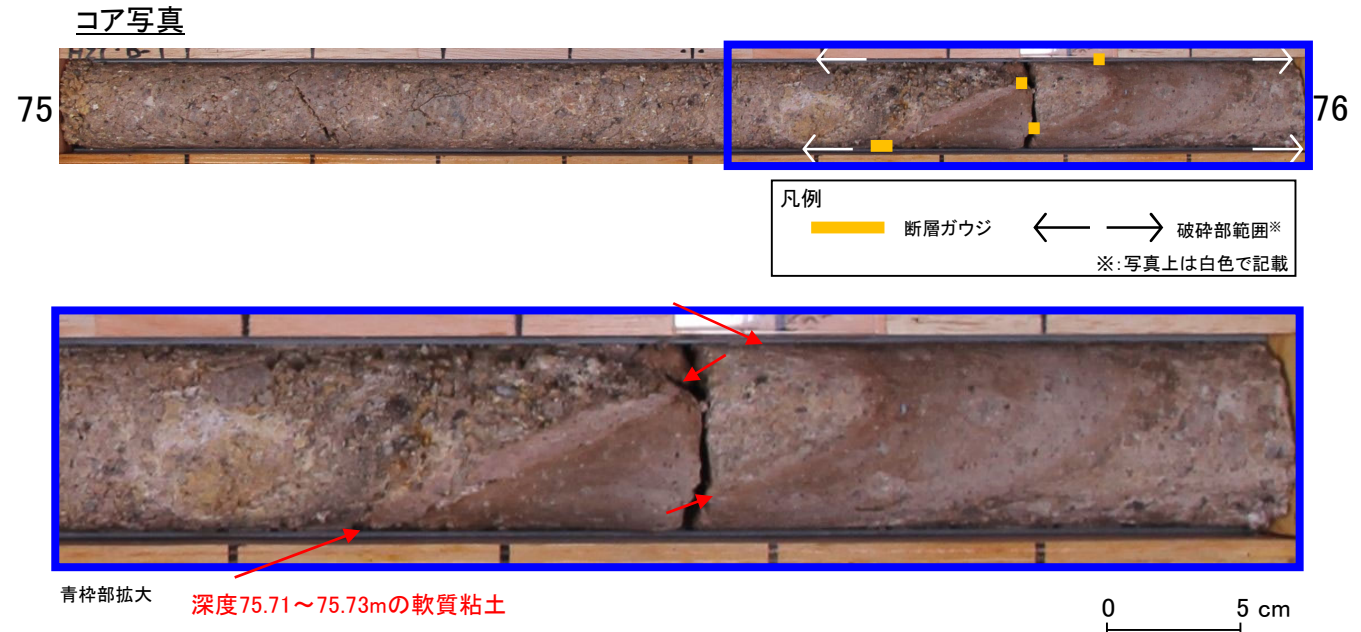 コア写真
75
76
凡例
断層ガウジ
破砕部範囲※
※:写真上は白色で記載
青枠部拡大
深度75.71～75.73mの軟質粘土
0 5 cm